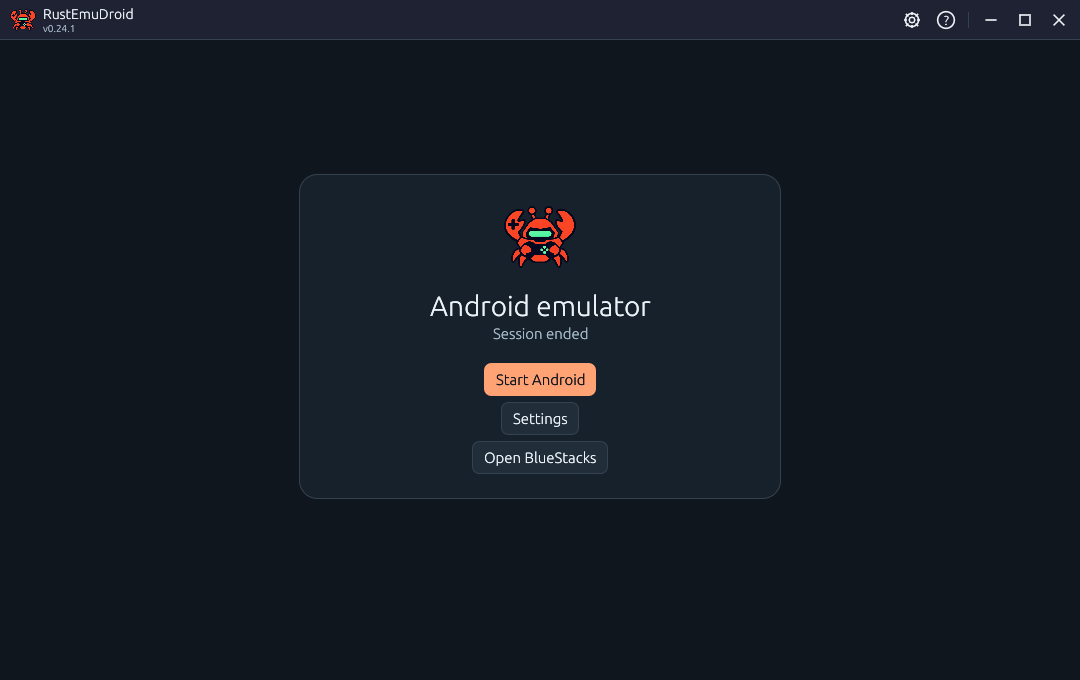 RustEmuDroid
v0.24.1
Android emulator
Session ended
Start Android
Settings
Open BlueStacks